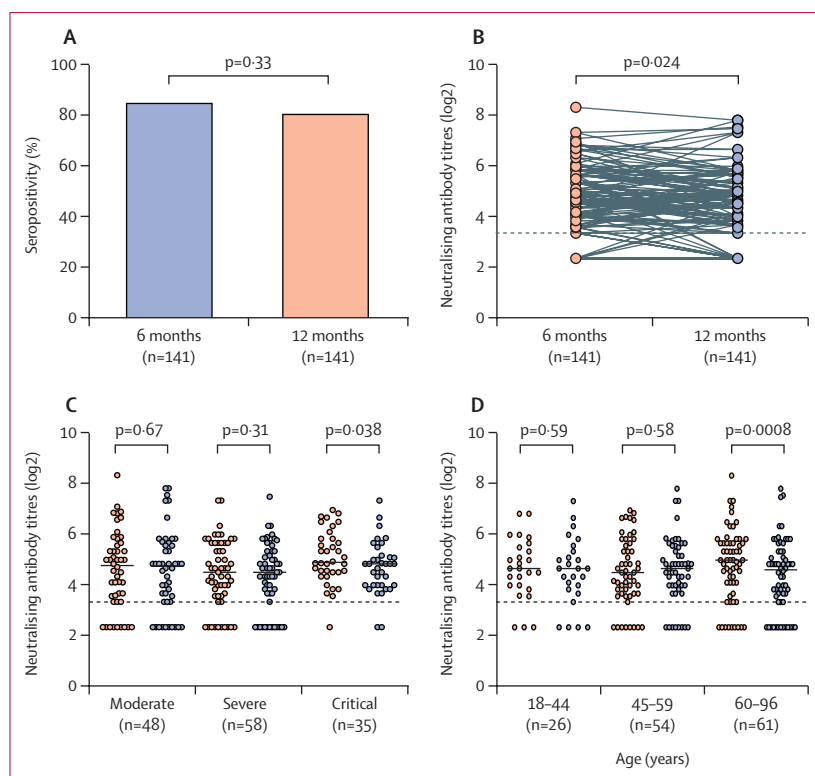 A
p=0·33
100
80
60
40
20
0
Seropositivity (%)
6 months
(n=141)
12 months
(n=141)
B
p=0·024
10
8
6
4
2
0
Neutralising antibody titres (log2)
6 months
(n=141)
12 months
(n=141)
C
p=0·67
p=0·31
p=0·038
10
8
6
4
2
0
Neutralising antibody titres (log2)
Moderate
(n=48)
Severe
(n=58)
Critical
(n=35)
D
p=0·59
p=0·58
p=0·0008
10
8
6
4
2
0
Neutralising antibody titres (log2)
18–44
(n=26)
45–59
(n=54)
60–96
(n=61)
Age (years)